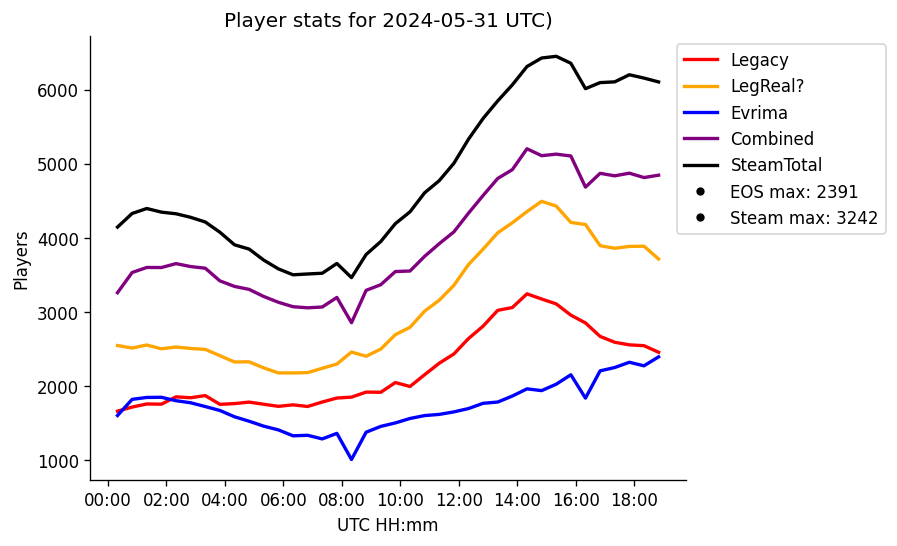 Player stats for 2024-05-31 UTC)
Legacy
LegReal?
Evrima
Combined
SteamTotal
EOS max: 2391
Steam max: 3242
Players
6000
5000
4000
3000
2000
1000
00:00 02:00 04:00 06:00 08:00 10:00 12:00 14:00 16:00 18:00
UTC HH:mm